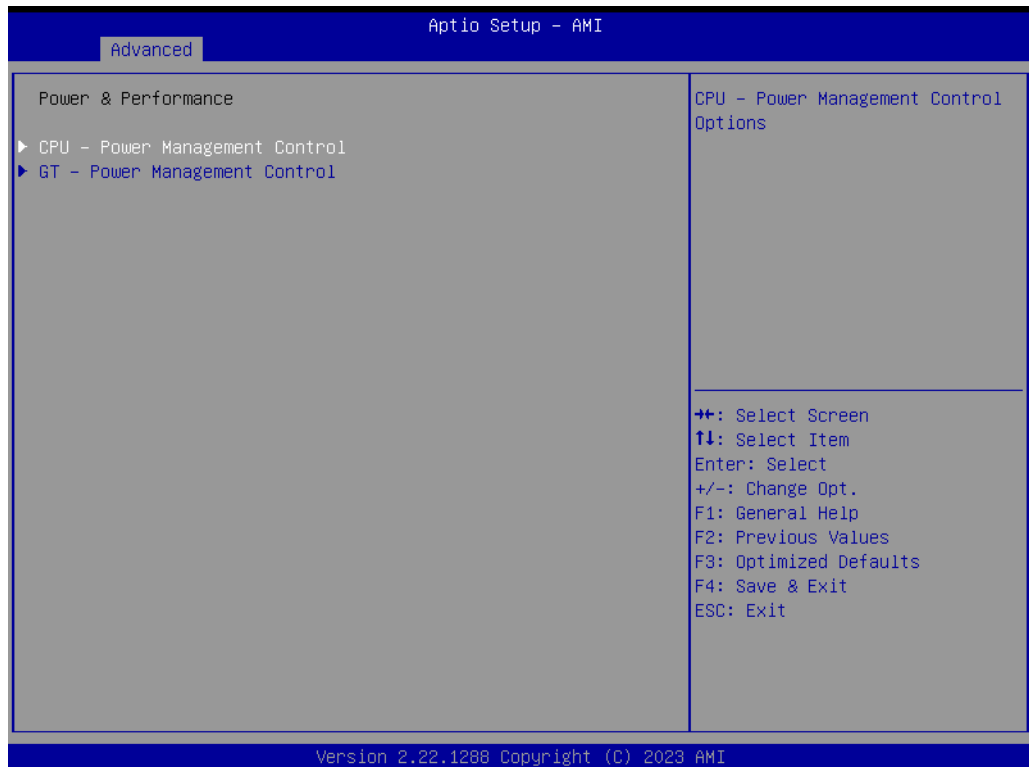 Aptio Setup – AMI
Advanced
Power & Performance
▶ CPU – Power Management Control
▶ GT – Power Management Control
CPU – Power Management Control
Options
→←: Select Screen
↑↓: Select Item
Enter: Select
+/-: Change Opt.
F1: General Help
F2: Previous Values
F3: Optimized Defaults
F4: Save & Exit
ESC: Exit
Version 2.22.1288 Copyright (C) 2023 AMI